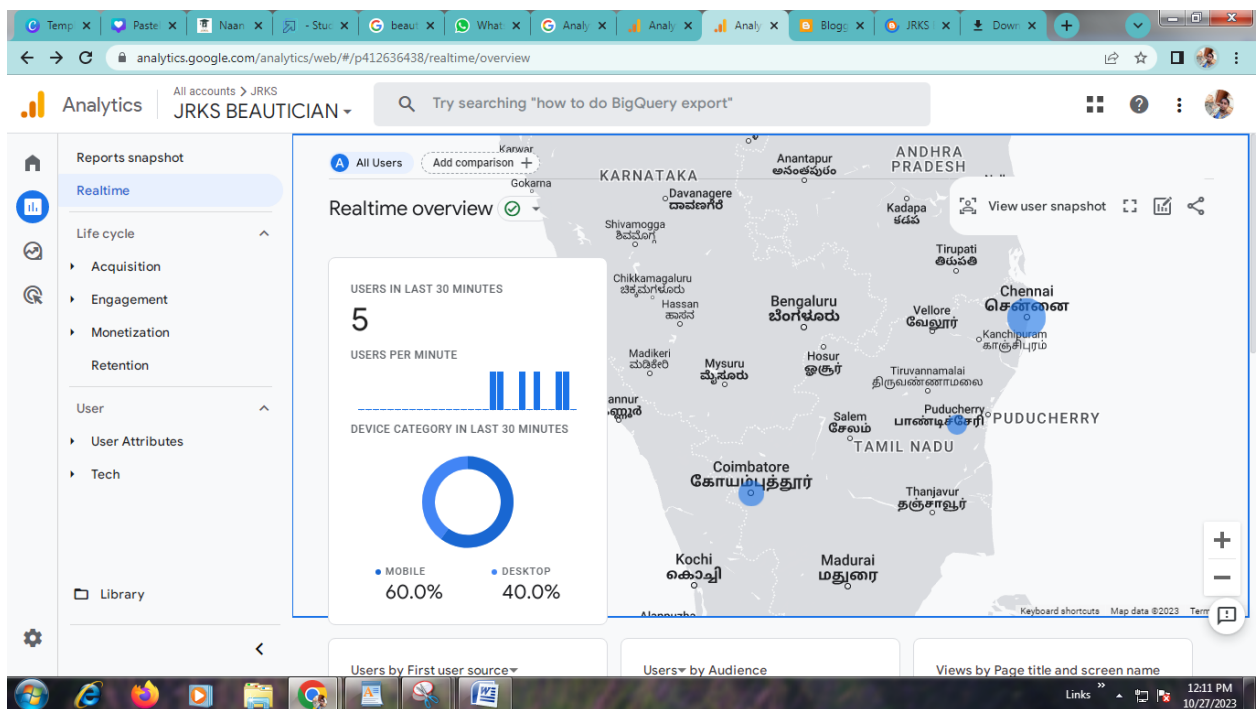 Temp
Paste
Naan
- Stuc
beaut
What
Analy
Analy
Analy
Blogg
JRKS
Down
analytics.google.com/analytics/web/#/p412636438/realtime/overview
Analytics
All accounts > JRKS
JRKS BEAUTICIAN
Try searching "how to do BigQuery export"
Reports snapshot
Realtime
Life cycle
Acquisition
Engagement
Monetization
Retention
User
User Attributes
Tech
Library
A All Users
Add comparison +
Realtime overview
View user snapshot
USERS IN LAST 30 MINUTES
5
USERS PER MINUTE
DEVICE CATEGORY IN LAST 30 MINUTES
MOBILE
60.0%
DESKTOP
40.0%
Karwar
Gokarna
KARNATAKA
Davanagere
ದಾವಣಗೆರೆ
Shivamogga
ಶಿವಮೊಗ್ಗ
Anantapur
అనంతపురం
ANDHRA
PRADESH
Kadapa
కడప
Tirupati
తిరుపతి
Chikkamagaluru
ಚಿಕ್ಕಮಗಳೂರು
Hassan
ಹಾಸನ
Bengaluru
ಬೆಂಗಳೂರು
Vellore
வேலூர்
Chennai
சென்னை
Kanchipuram
காஞ்சிபுரம்
Madikeri
ಮಡಿಕೇರಿ
Mysuru
ಮೈಸೂರು
Hosur
ஓசூர்
Tiruvannamalai
திருவண்ணாமலை
Salem
சேலம்
Puducherry
பாண்டிச்சேரி
PUDUCHERRY
TAMIL NADU
Coimbatore
கோயம்புத்தூர்
Thanjavur
தஞ்சாவூர்
Kochi
கொச்சி
Madurai
மதுரை
Keyboard shortcuts
Map data ©2023
Users by First user source
Users by Audience
Views by Page title and screen name
Links
12:11 PM
10/27/2023